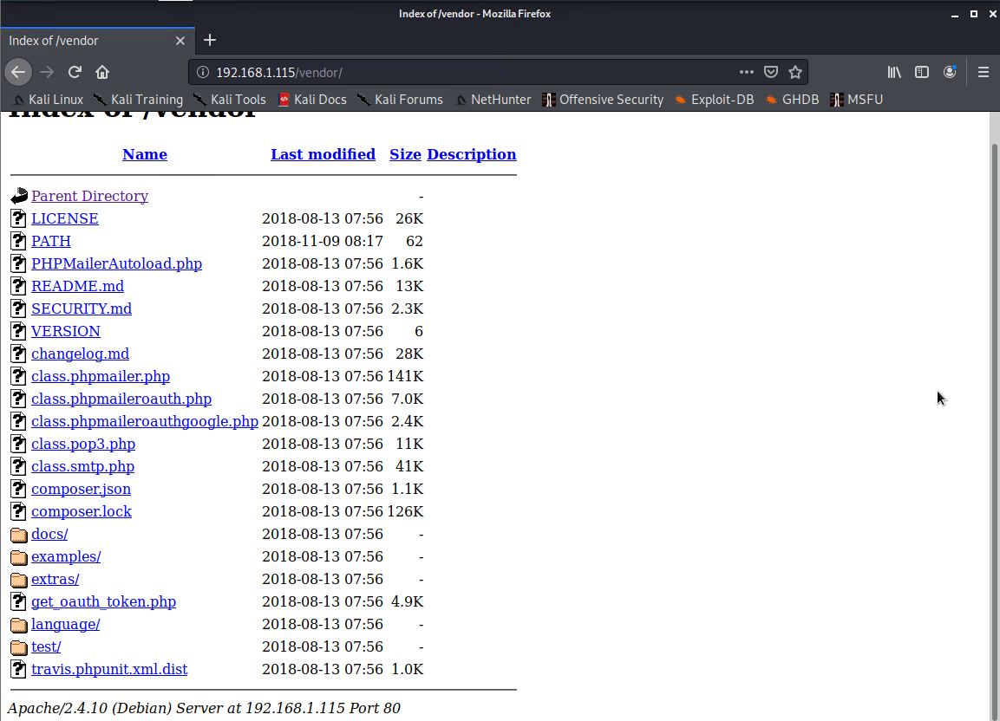 Index of /vendor - Mozilla Firefox
Index of /vendor
192.168.1.115/vendor/
Kali Linux Kali Training Kali Tools Kali Docs Kali Forums NetHunter Offensive Security Exploit-DB GHDB MSFU
Index of /vendor
Name Last modified Size Description
Parent Directory -
LICENSE 2018-08-13 07:56 26K
PATH 2018-11-09 08:17 62
PHPMailerAutoload.php 2018-08-13 07:56 1.6K
README.md 2018-08-13 07:56 13K
SECURITY.md 2018-08-13 07:56 2.3K
VERSION 2018-08-13 07:56 6
changelog.md 2018-08-13 07:56 28K
class.phpmailer.php 2018-08-13 07:56 141K
class.phpmaileroauth.php 2018-08-13 07:56 7.0K
class.phpmaileroauthgoogle.php 2018-08-13 07:56 2.4K
class.pop3.php 2018-08-13 07:56 11K
class.smtp.php 2018-08-13 07:56 41K
composer.json 2018-08-13 07:56 1.1K
composer.lock 2018-08-13 07:56 126K
docs/ 2018-08-13 07:56 -
examples/ 2018-08-13 07:56 -
extras/ 2018-08-13 07:56 -
get_oauth_token.php 2018-08-13 07:56 4.9K
language/ 2018-08-13 07:56 -
test/ 2018-08-13 07:56 -
travis.phpunit.xml.dist 2018-08-13 07:56 1.0K
Apache/2.4.10 (Debian) Server at 192.168.1.115 Port 80